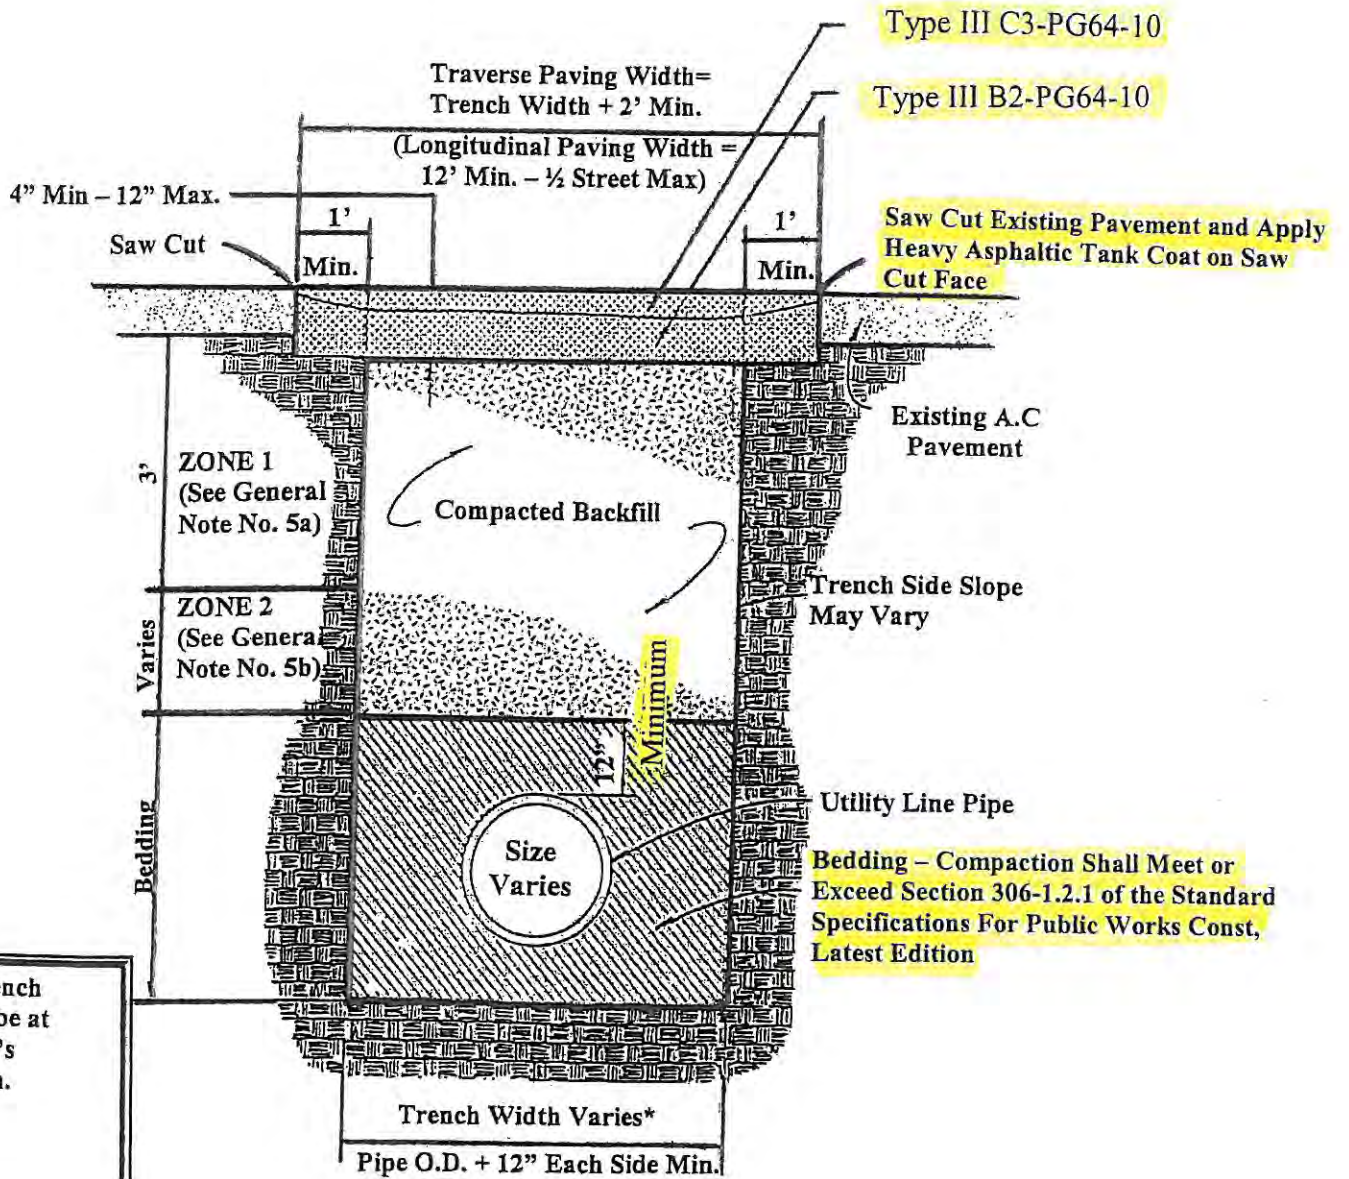 Type III C3-PG64-10
Traverse Paving Width=
Trench Width + 2' Min.
Type III B2-PG64-10
(Longitudinal Paving Width =
12' Min. – ½ Street Max)
4” Min – 12” Max.
1'
Min.
1'
Min.
Saw Cut
Saw Cut Existing Pavement and Apply
Heavy Asphaltic Tank Coat on Saw
Cut Face
Existing A.C
Pavement
3'
ZONE 1
(See General
Note No. 5a)
Compacted Backfill
Trench Side Slope
May Vary
Varies
ZONE 2
(See General
Note No. 5b)
12”
Minimum
Bedding
Size
Varies
Utility Line Pipe
Bedding – Compaction Shall Meet or
Exceed Section 306-1.2.1 of the Standard
Specifications For Public Works Const,
Latest Edition
Trench Width Varies*
Pipe O.D. + 12” Each Side Min.